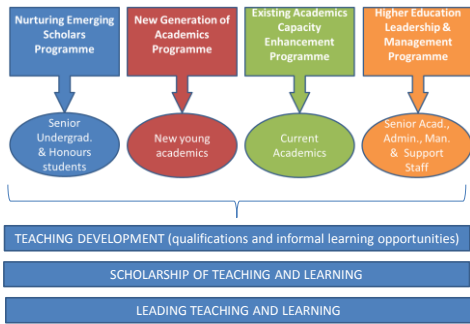 Nurturing Emerging
Scholars
Programme
New Generation of
Academics
Programme
Existing Academics
Capacity
Enhancement
Programme
Higher Education
Leadership &
Management
Programme
Senior
Undergrad.
& Honours
students
New young
academics
Current
Academics
Senior Acad.,
Admin., Man.
& Support
Staff
TEACHING DEVELOPMENT (qualifications and informal learning opportunities)
SCHOLARSHIP OF TEACHING AND LEARNING
LEADING TEACHING AND LEARNING